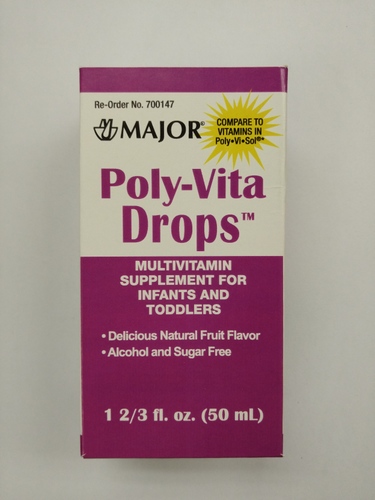 Re-Order No. 700147
MAJOR®
COMPARE TO
VITAMINS IN
Poly•Vi•Sol®*
Poly-Vita
Drops™
MULTIVITAMIN
SUPPLEMENT FOR
INFANTS AND
TODDLERS
• Delicious Natural Fruit Flavor
• Alcohol and Sugar Free
1 2/3 fl. oz. (50 mL)